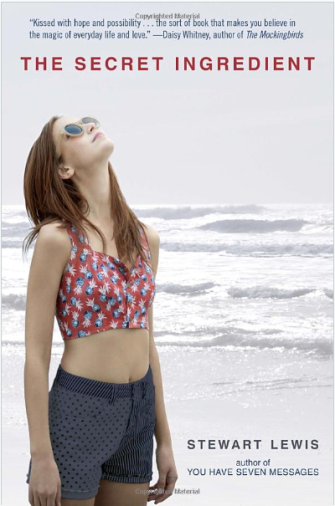 Copyrighted Material
"Kissed with hope and possibility . . . the sort of book that makes you believe in
the magic of everyday life and love." —Daisy Whitney, author of The Mockingbirds
THE SECRET INGREDIENT
STEWART LEWIS
author of
YOU HAVE SEVEN MESSAGES
Copyrighted Material